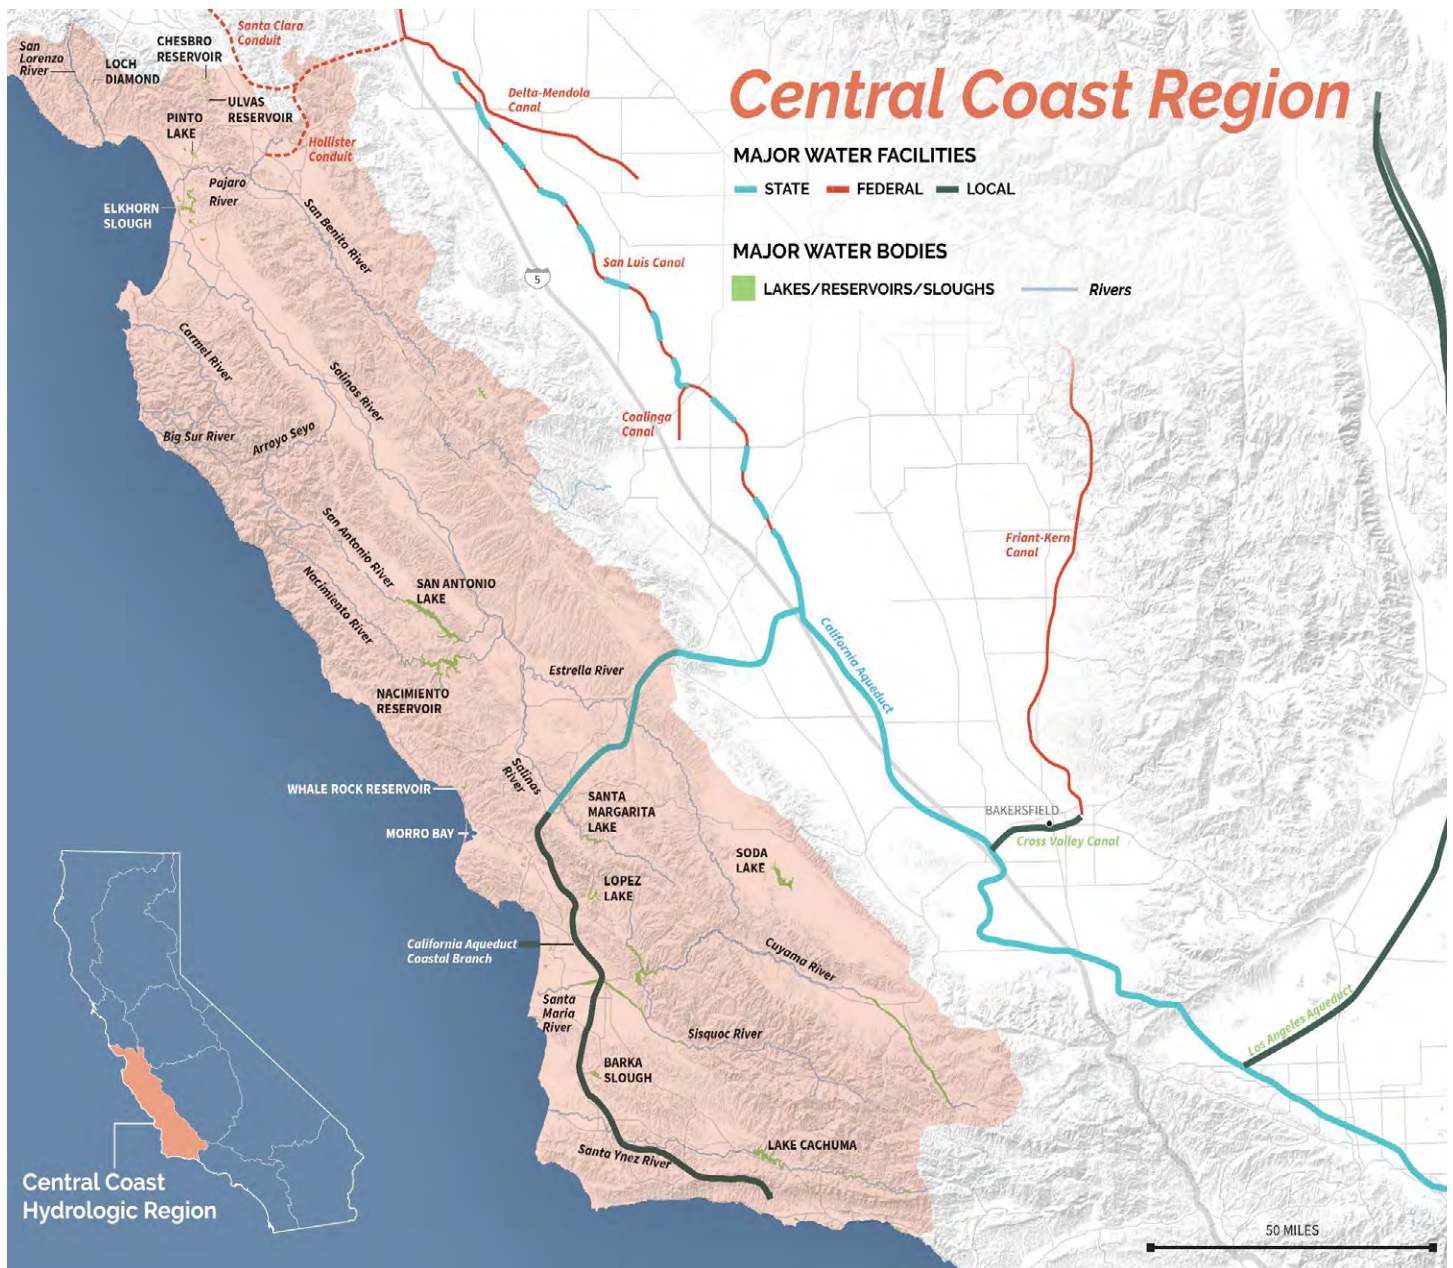 Central Coast Region
MAJOR WATER FACILITIES
STATE
FEDERAL
LOCAL
MAJOR WATER BODIES
LAKES/RESERVOIRS/SLOUGHS
Rivers
Santa Clara
Conduit
San
Lorenzo
River
LOCH
DIAMOND
CHESBRO
RESERVOIR
ULVAS
RESERVOIR
PINTO
LAKE
Hollister
Conduit
Delta-Mendola
Canal
Pajaro
River
ELKHORN
SLOUGH
San Benito River
San Luis Canal
5
Carmel River
Salinas River
Coalinga
Canal
Big Sur River
Arroyo Seyo
San Antonio River
Nacimiento River
SAN ANTONIO
LAKE
Friant-Kern
Canal
California Aqueduct
Estrella River
NACIMIENTO
RESERVOIR
Salinas
River
WHALE ROCK RESERVOIR
MORRO BAY
SANTA
MARGARITA
LAKE
BAKERSFIELD
Cross Valley Canal
SODA
LAKE
LOPEZ
LAKE
California Aqueduct
Coastal Branch
Cuyama River
Santa
Maria
River
Sisquoc River
Los Angeles Aqueduct
BARKA
SLOUGH
Santa Ynez River
LAKE CACHUMA
Central Coast
Hydrologic Region
50 MILES